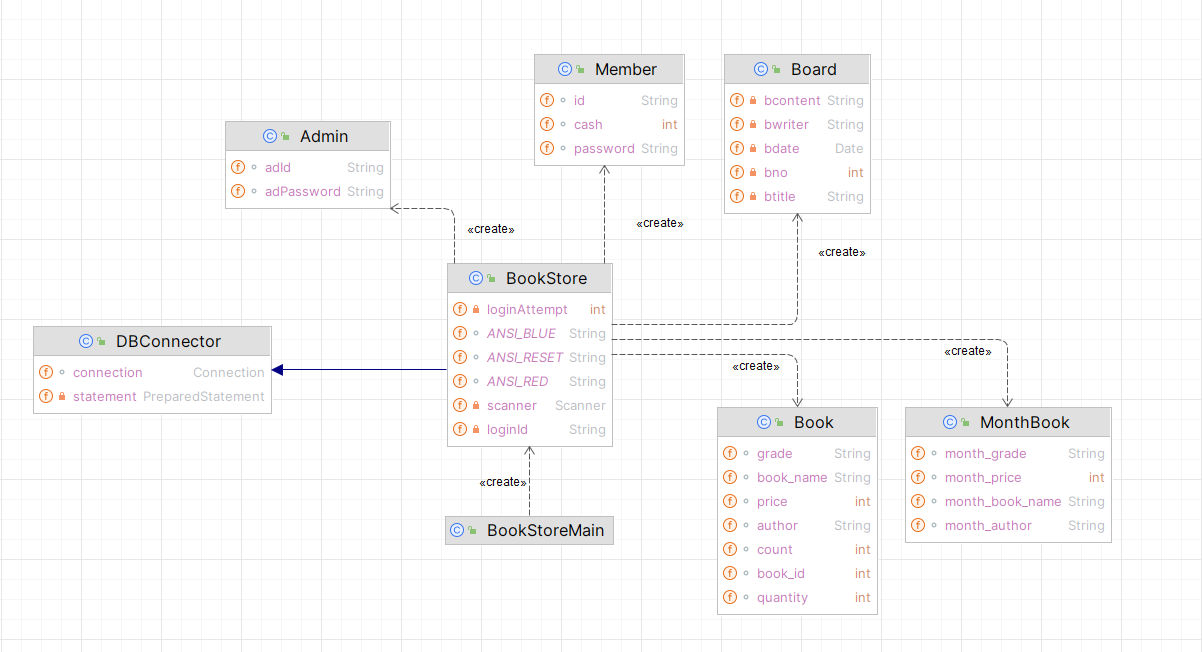 Member
id String
cash int
password String
Board
bcontent String
bwriter String
bdate Date
bno int
btitle String
Admin
adId String
adPassword String
«create»
«create»
«create»
BookStore
loginAttempt int
ANSI_BLUE String
ANSI_RESET String
ANSI_RED String
scanner Scanner
loginId String
DBConnector
connection Connection
statement PreparedStatement
«create»
«create»
Book
grade String
book_name String
price int
author String
count int
book_id int
quantity int
MonthBook
month_grade String
month_price int
month_book_name String
month_author String
«create»
BookStoreMain